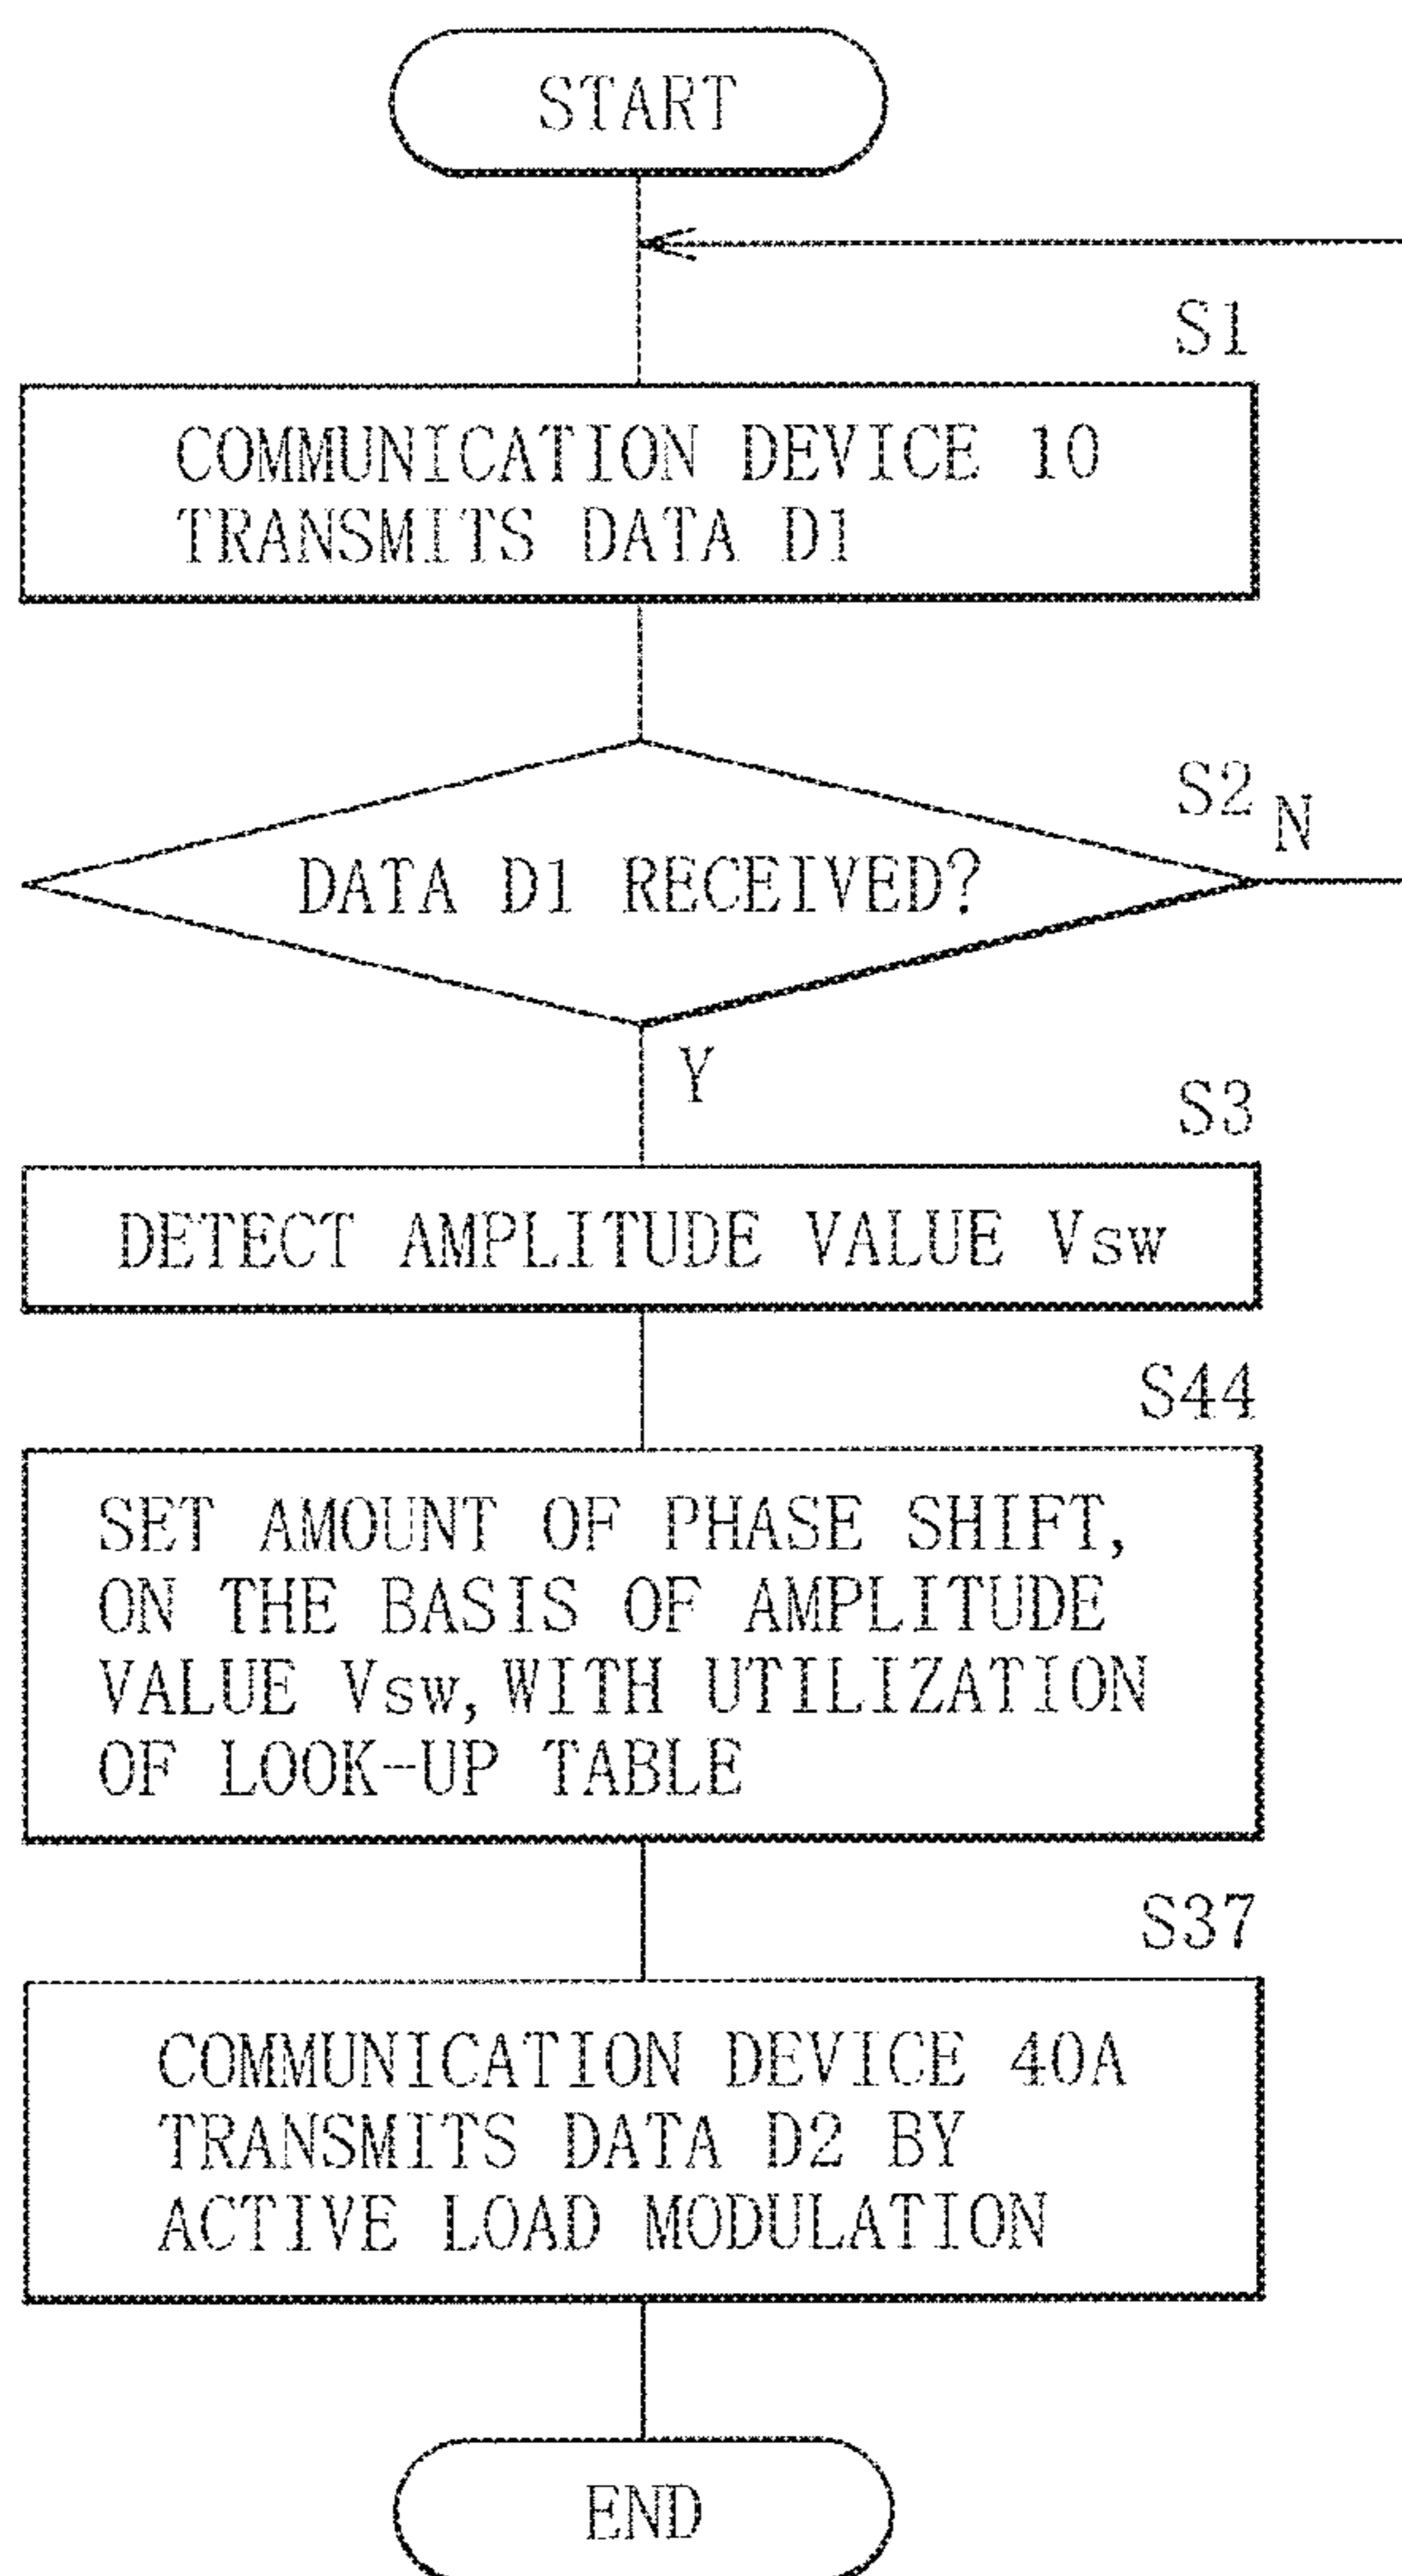 START
S1
COMMUNICATION DEVICE 10
TRANSMITS DATA D1
S2
N
DATA D1 RECEIVED?
Y
S3
DETECT AMPLITUDE VALUE Vsw
S44
SET AMOUNT OF PHASE SHIFT,
ON THE BASIS OF AMPLITUDE
VALUE Vsw, WITH UTILIZATION
OF LOOK-UP TABLE
S37
COMMUNICATION DEVICE 40A
TRANSMITS DATA D2 BY
ACTIVE LOAD MODULATION
END